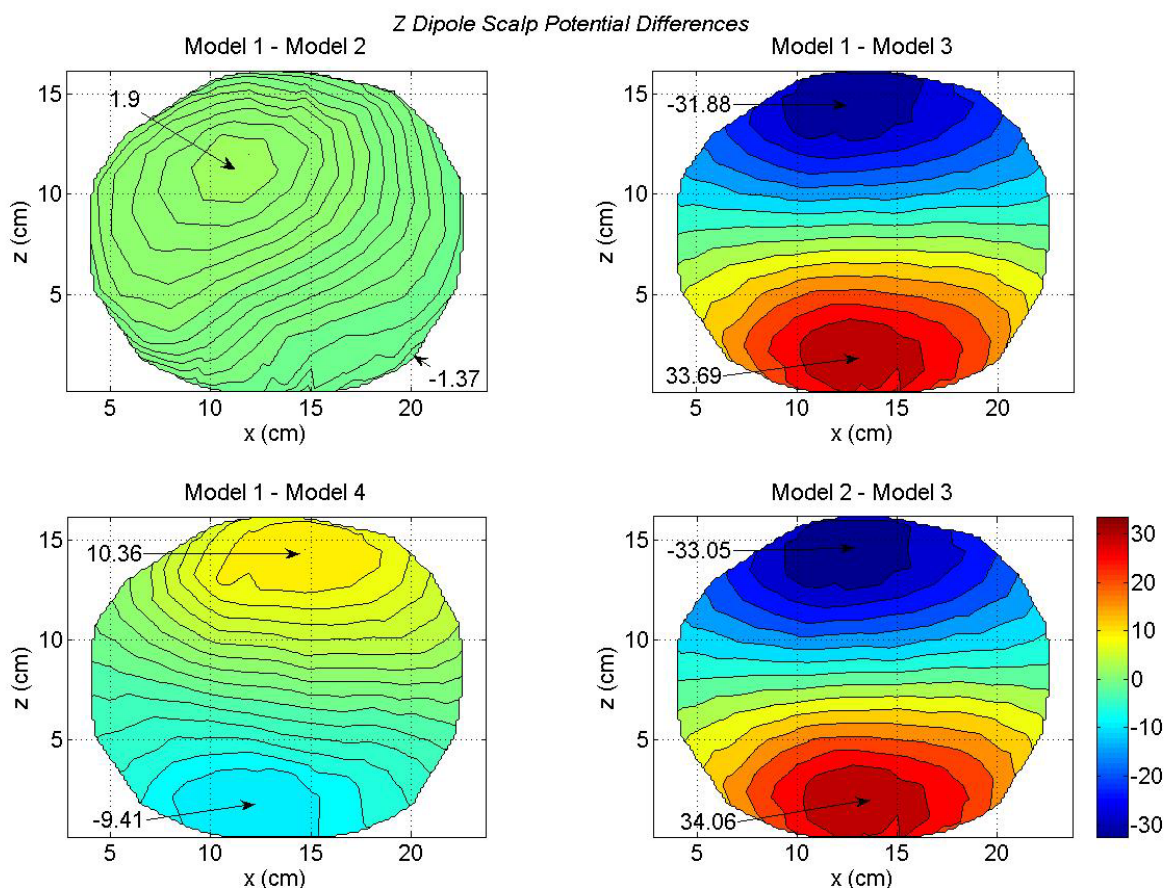 Z Dipole Scalp Potential Differences
Model 1 - Model 2
15
10
5
z (cm)
1.9
-1.37
5 10 15 20
x (cm)
Model 1 - Model 3
15
10
5
z (cm)
-31.88
33.69
5 10 15 20
x (cm)
Model 1 - Model 4
15
10
5
z (cm)
10.36
-9.41
5 10 15 20
x (cm)
Model 2 - Model 3
15
10
5
z (cm)
-33.05
34.06
5 10 15 20
x (cm)
30
20
10
0
-10
-20
-30